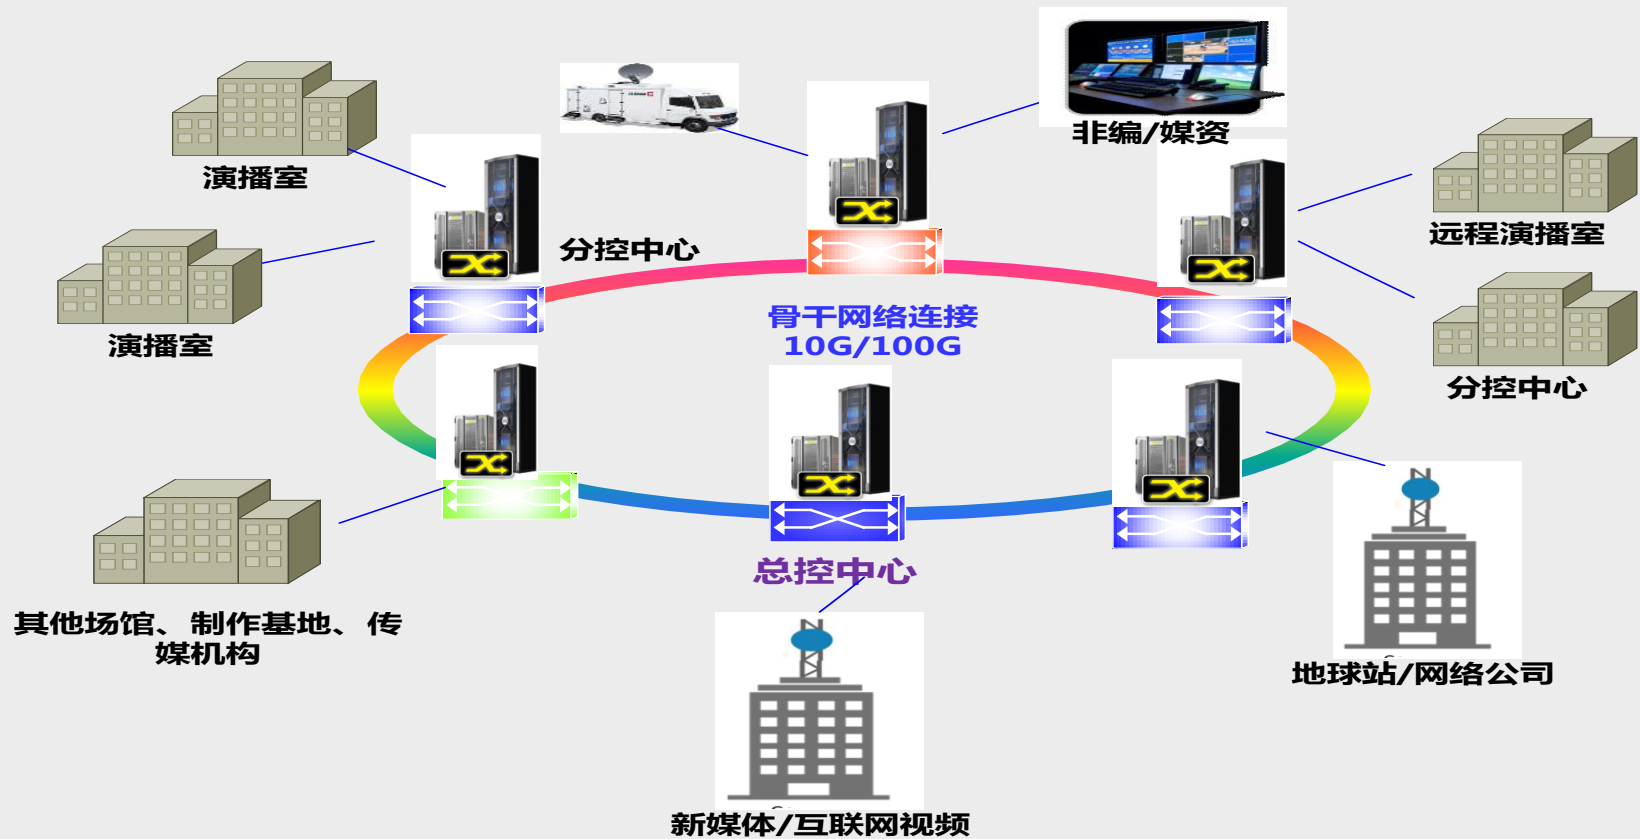 非编/媒资
演播室
远程演播室
分控中心
骨干网络连接
10G/100G
演播室
分控中心
总控中心
其他场馆、制作基地、传
媒机构
地球站/网络公司
新媒体/互联网视频